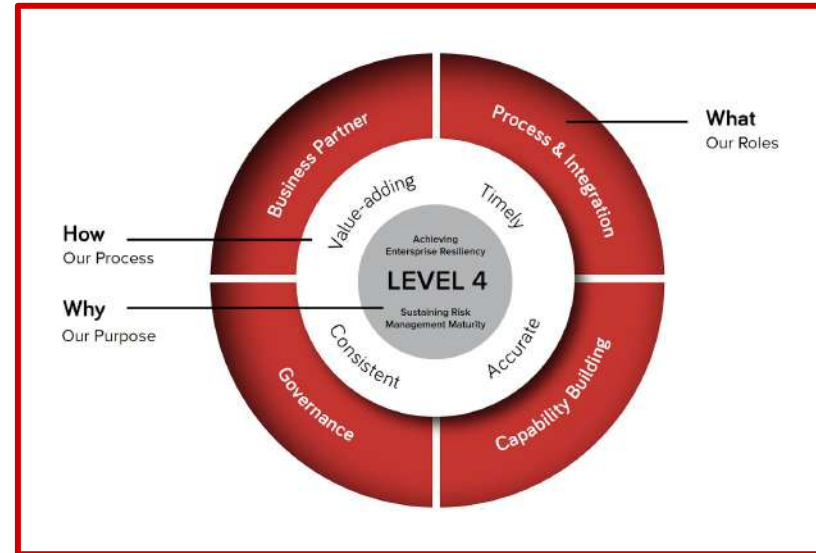 Business Partner
Process & Integration
What
Our Roles
Value-adding
Timely
How
Our Process
Achieving
Entersprise Resiliency
LEVEL 4
Why
Our Purpose
Sustaining Risk
Management Maturity
Consistent
Accurate
Governance
Capability Building